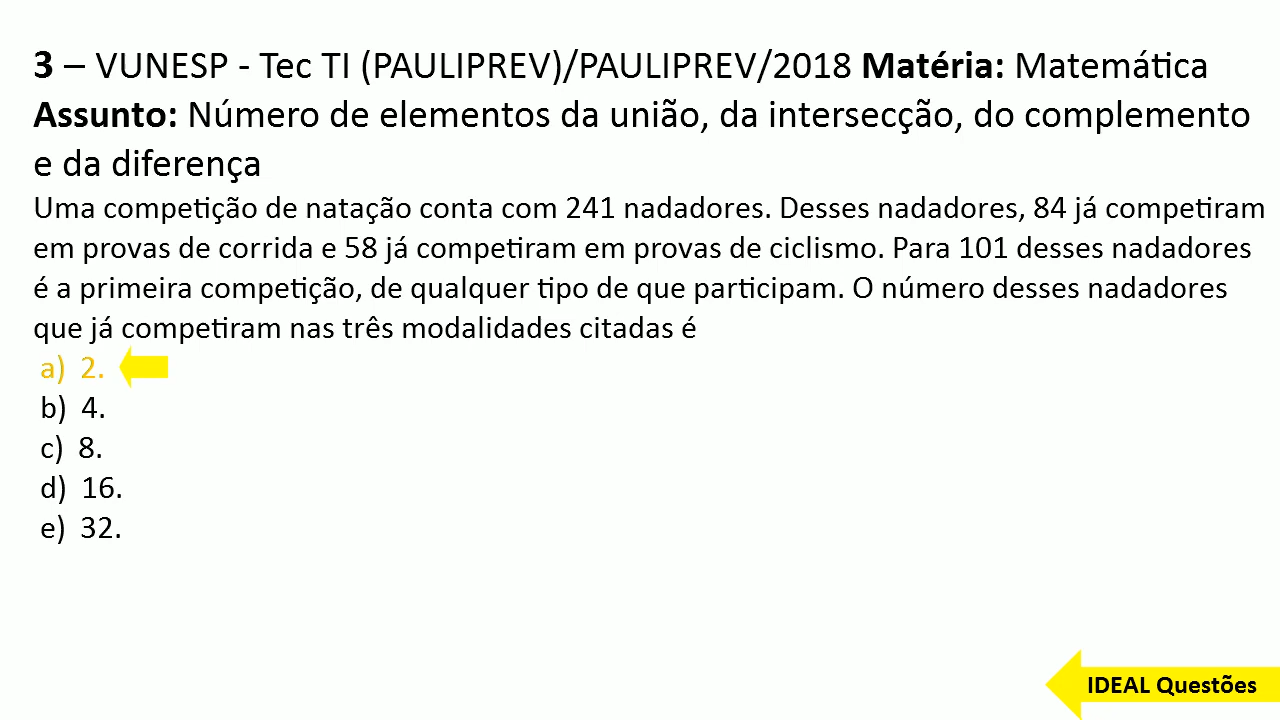 3 – VUNESP - Tec TI (PAULIPREV)/PAULIPREV/2018 Matéria: Matemática
Assunto: Número de elementos da união, da intersecção, do complemento
e da diferença
Uma competição de natação conta com 241 nadadores. Desses nadadores, 84 já competiram
em provas de corrida e 58 já competiram em provas de ciclismo. Para 101 desses nadadores
é a primeira competição, de qualquer tipo de que participam. O número desses nadadores
que já competiram nas três modalidades citadas é
a) 2.
b) 4.
c) 8.
d) 16.
e) 32.
IDEAL Questões